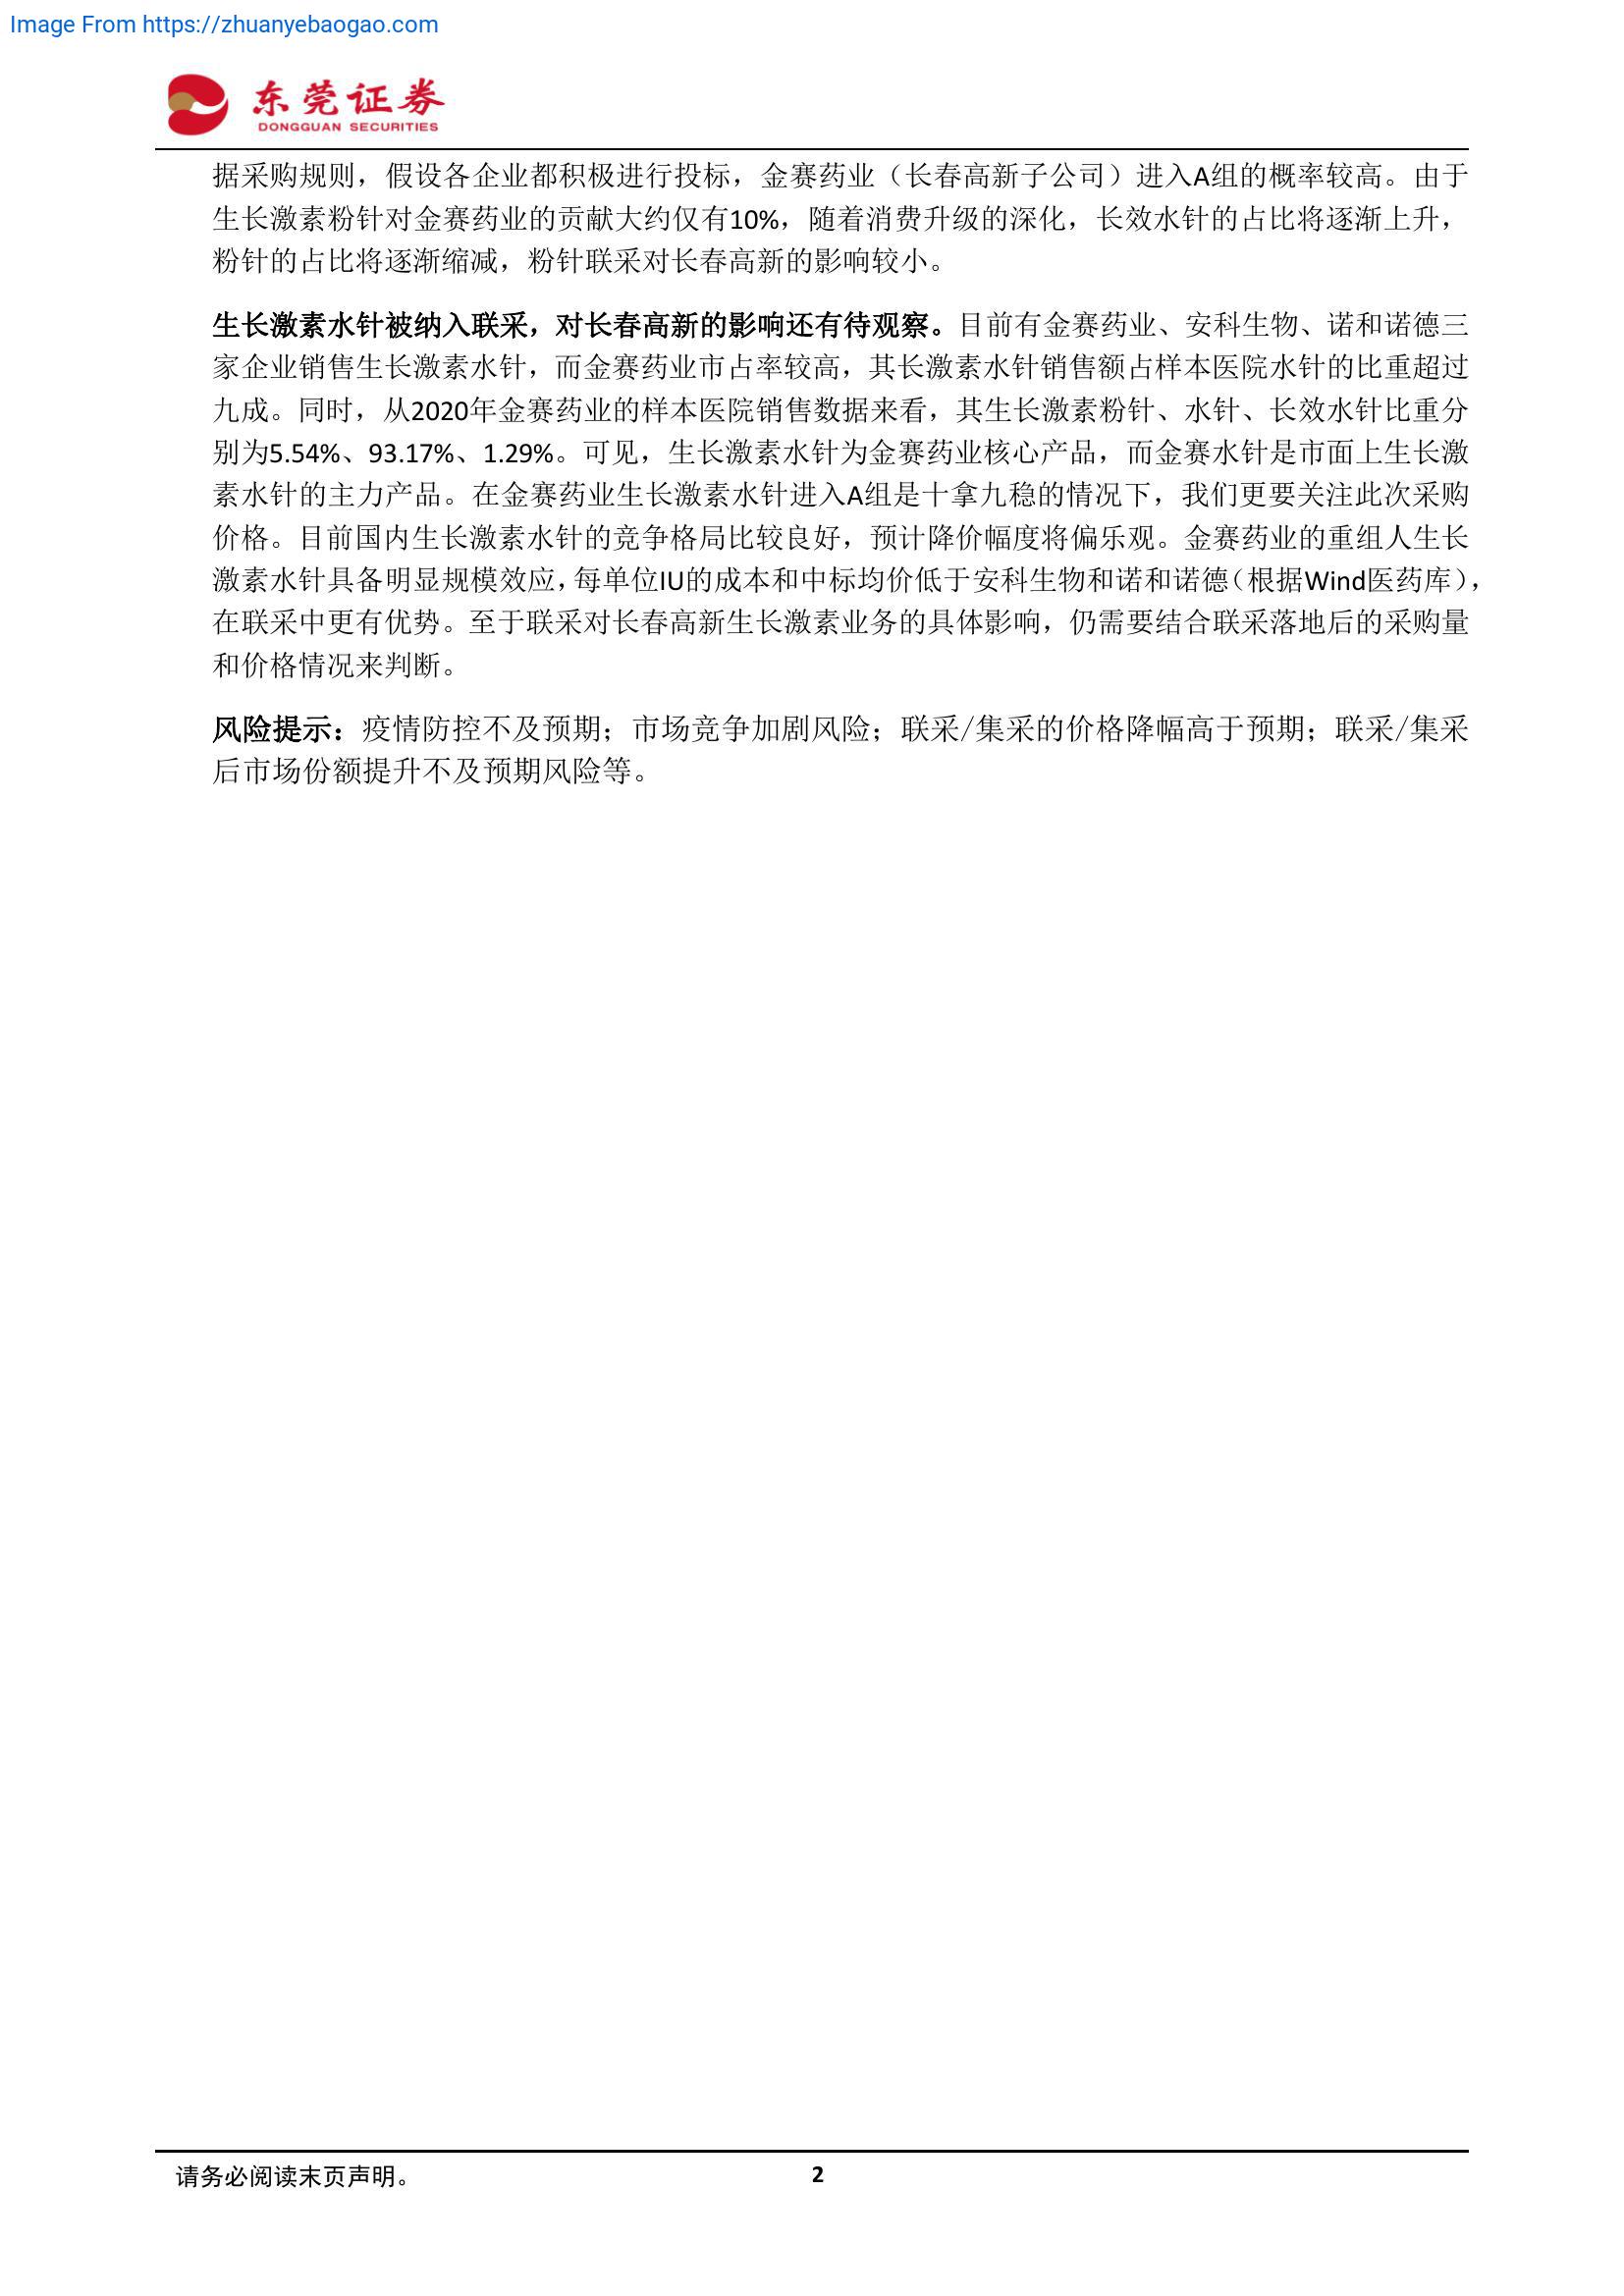 Image From https://zhuanyebaogao.com
东莞证券
DONGGUAN SECURITIES
据采购规则，假设各企业都积极进行投标，金赛药业（长春高新子公司）进入A组的概率较高。由于
生长激素粉针对金赛药业的贡献大约仅有10%，随着消费升级的深化，长效水针的占比将逐渐上升，
粉针的占比将逐渐缩减，粉针联采对长春高新的影响较小。
生长激素水针被纳入联采，对长春高新的影响还有待观察。目前有金赛药业、安科生物、诺和诺德三
家企业销售生长激素水针，而金赛药业市占率较高，其长激素水针销售额占样本医院水针的比重超过
九成。同时，从2020年金赛药业的样本医院销售数据来看，其生长激素粉针、水针、长效水针比重分
别为5.54%、93.17%、1.29%。可见，生长激素水针为金赛药业核心产品，而金赛水针是市面上生长激
素水针的主力产品。在金赛药业生长激素水针进入A组是十拿九稳的情况下，我们更要关注此次采购
价格。目前国内生长激素水针的竞争格局比较良好，预计降价幅度将偏乐观。金赛药业的重组人生长
激素水针具备明显规模效应，每单位IU的成本和中标均价低于安科生物和诺和诺德（根据Wind医药库），
在联采中更有优势。至于联采对长春高新生长激素业务的具体影响，仍需要结合联采落地后的采购量
和价格情况来判断。
风险提示：疫情防控不及预期；市场竞争加剧风险；联采/集采的价格降幅高于预期；联采/集采
后市场份额提升不及预期风险等。
请务必阅读末页声明。
2